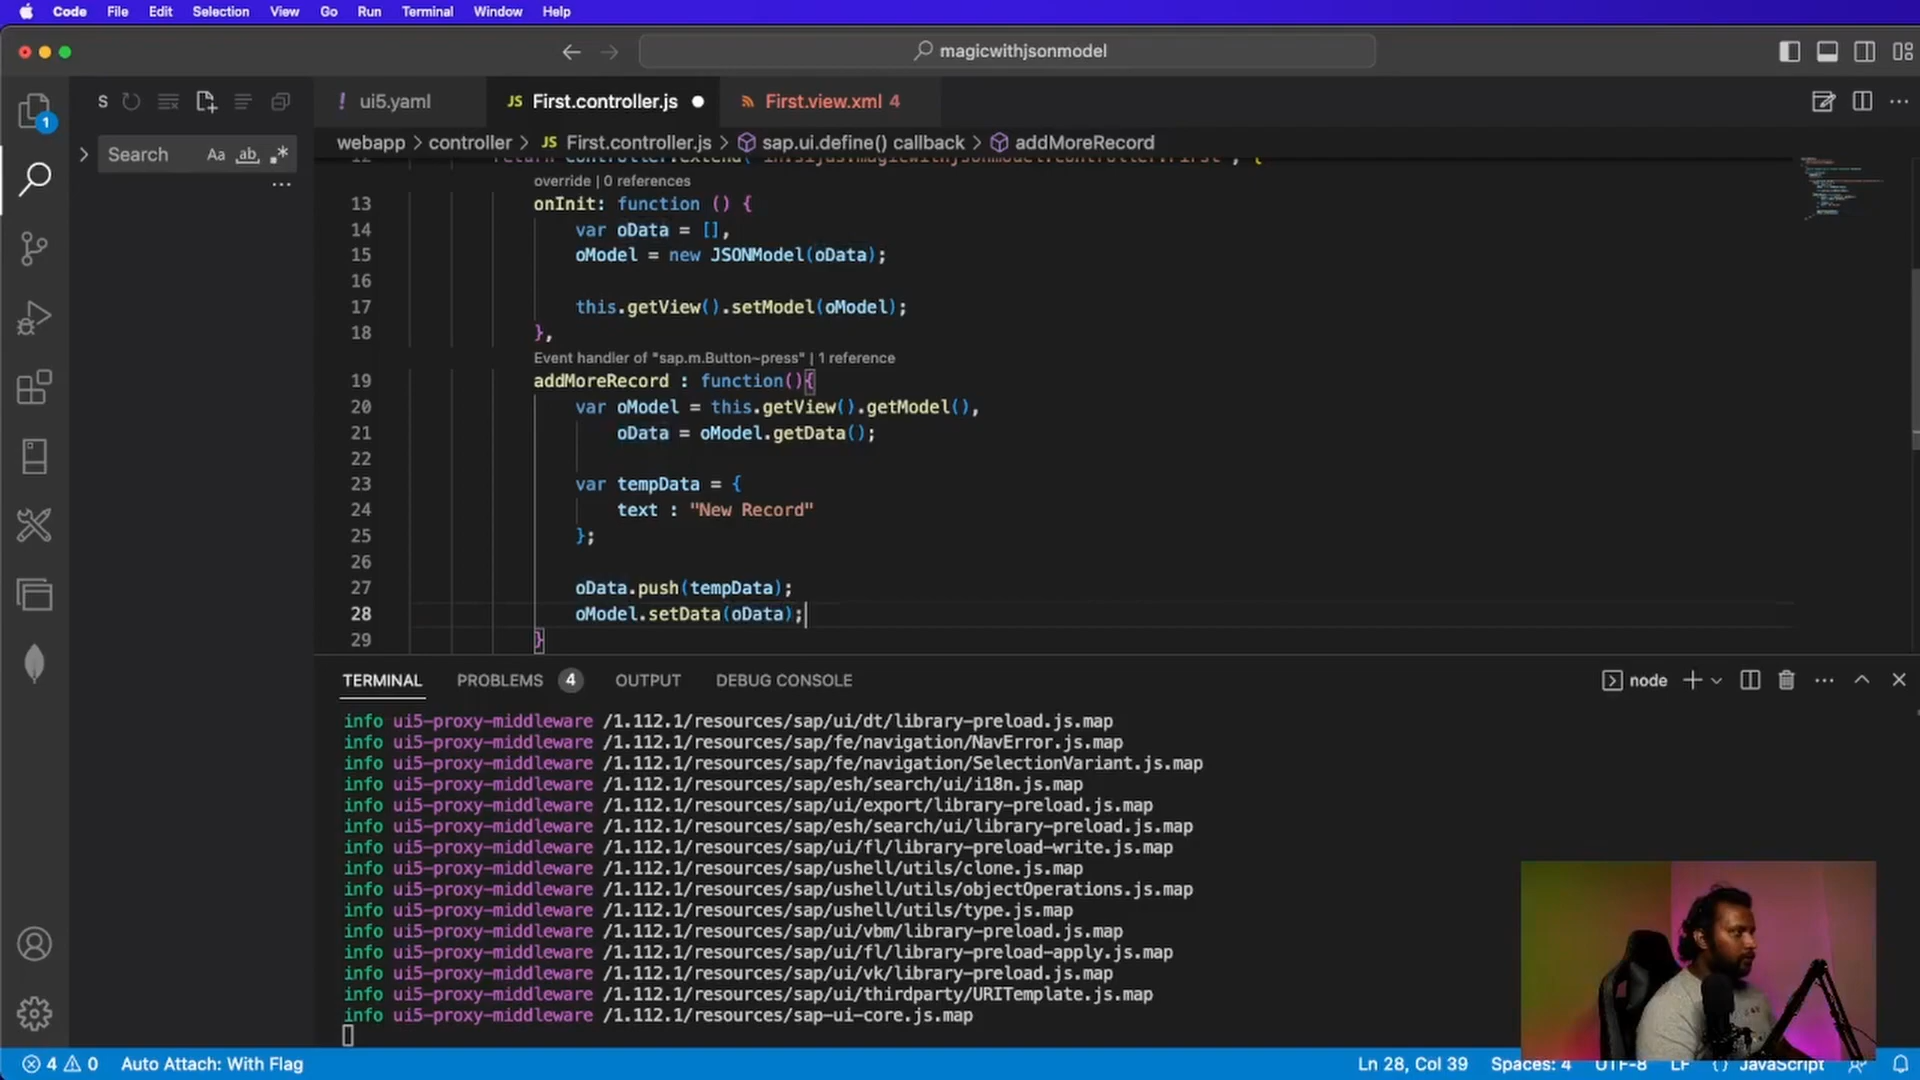 Code File Edit Selection View Go Run Terminal Window Help
magicwithjsonmodel
S
ui5.yaml
JS First.controller.js
First.view.xml 4
1
Search Aa ab
webapp > controller > JS First.controller.js > sap.ui.define() callback > addMoreRecord
override | 0 references
13 onInit: function () {
14 var oData = [],
15 oModel = new JSONModel(oData);
16
17 this.getView().setModel(oModel);
18 },
Event handler of "sap.m.Button~press" | 1 reference
19 addMoreRecord : function(){
20 var oModel = this.getView().getModel(),
21 oData = oModel.getData();
22
23 var tempData = {
24 text : "New Record"
25 };
26
27 oData.push(tempData);
28 oModel.setData(oData);
29 }
TERMINAL PROBLEMS 4 OUTPUT DEBUG CONSOLE
node
info ui5-proxy-middleware /1.112.1/resources/sap/ui/dt/library-preload.js.map
info ui5-proxy-middleware /1.112.1/resources/sap/fe/navigation/NavError.js.map
info ui5-proxy-middleware /1.112.1/resources/sap/fe/navigation/SelectionVariant.js.map
info ui5-proxy-middleware /1.112.1/resources/sap/esh/search/ui/i18n.js.map
info ui5-proxy-middleware /1.112.1/resources/sap/ui/export/library-preload.js.map
info ui5-proxy-middleware /1.112.1/resources/sap/esh/search/ui/library-preload.js.map
info ui5-proxy-middleware /1.112.1/resources/sap/ui/fl/library-preload-write.js.map
info ui5-proxy-middleware /1.112.1/resources/sap/ushell/utils/clone.js.map
info ui5-proxy-middleware /1.112.1/resources/sap/ushell/utils/objectOperations.js.map
info ui5-proxy-middleware /1.112.1/resources/sap/ushell/utils/type.js.map
info ui5-proxy-middleware /1.112.1/resources/sap/ui/vbm/library-preload.js.map
info ui5-proxy-middleware /1.112.1/resources/sap/ui/fl/library-preload-apply.js.map
info ui5-proxy-middleware /1.112.1/resources/sap/ui/vk/library-preload.js.map
info ui5-proxy-middleware /1.112.1/resources/sap/ui/thirdparty/URITemplate.js.map
info ui5-proxy-middleware /1.112.1/resources/sap-ui-core.js.map
4 0 Auto Attach: With Flag
Ln 28, Col 39 Spaces: 4 UTF-8 LF {} JavaScript